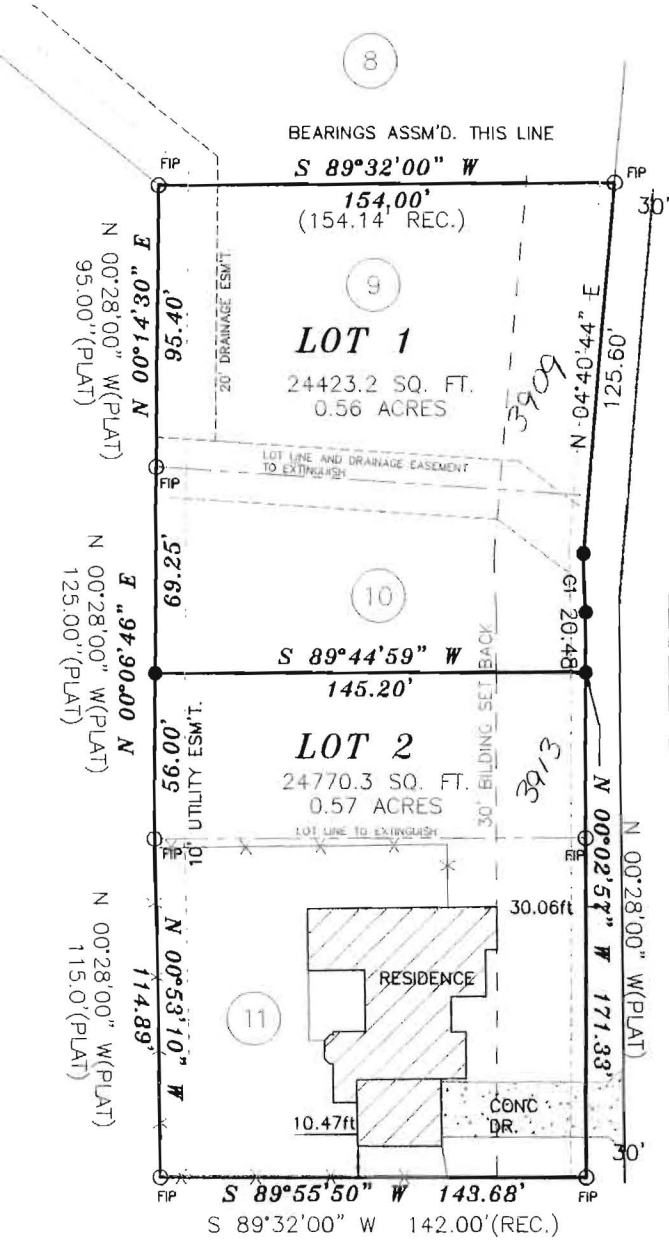 8
BEARINGS ASSM'D. THIS LINE
FIP
S 89°32'00" W
FIP
154.00'
(154.14' REC.)
30'
N 00°28'00" W(PLAT)
95.00''(PLAT)
N 00°14'30" E
95.40'
20' DRAINAGE ESM'T.
9
LOT 1
24423.2 SQ. FT.
0.56 ACRES
3909
N 04°40'44" E
125.60'
LOT LINE AND DRAINAGE EASEMENT
TO EXTINGUISH
FIP
N 00°28'00" W(PLAT)
125.00''(PLAT)
N 00°06'46" E
69.25'
10
C1 20.48'
S 89°44'59" W
145.20'
56.00'
10' UTILITY ESM'T.
LOT 2
24770.3 SQ. FT.
0.57 ACRES
30' BILDING SET BACK
3913
LOT LINE TO EXTINGUISH
FIP
FIP
N 00°02'57" W 171.33'
N 00°28'00" W(PLAT)
30.06ft
RESIDENCE
N 00°28'00" W(PLAT)
115.0'(PLAT)
N 00°53'10" W
114.89'
11
10.47ft
CONC
DR.
30'
FIP
S 89°55'50" W 143.68'
FIP
S 89°32'00" W 142.00'(REC.)